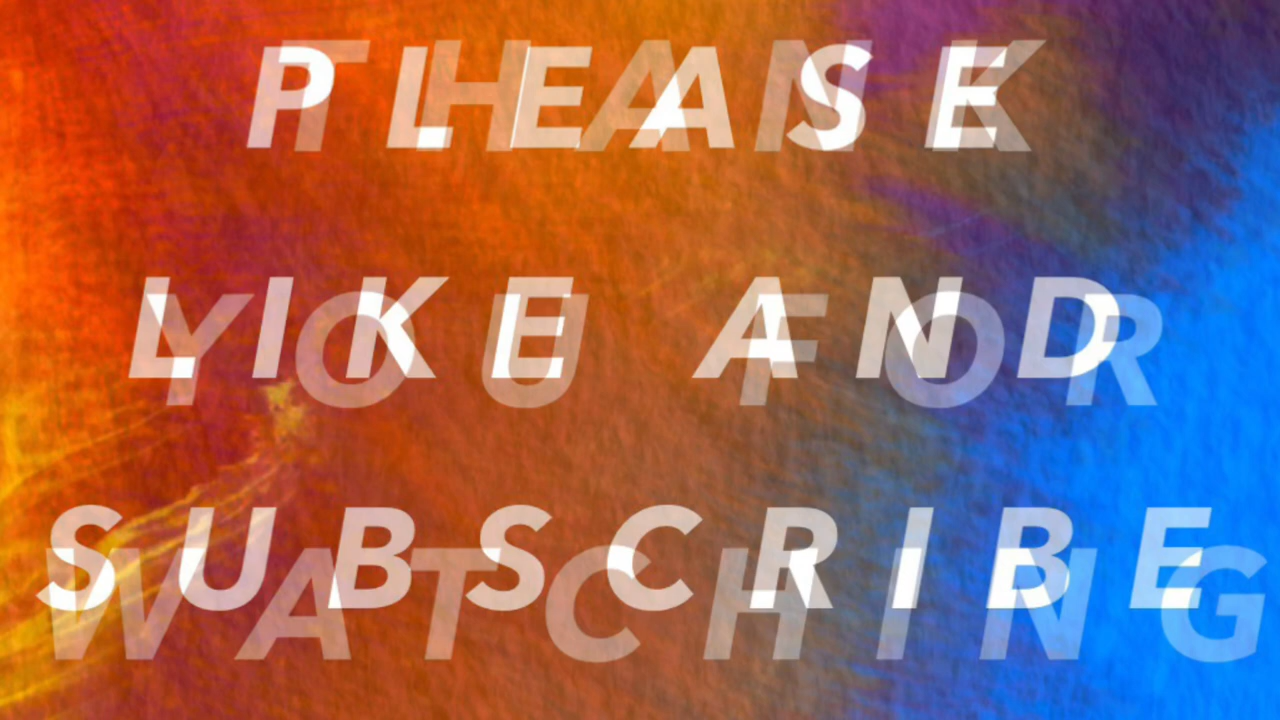 PLEASE
LIKE AND
SUBSCRIBE
THANK
YOU FOR
WATCHING